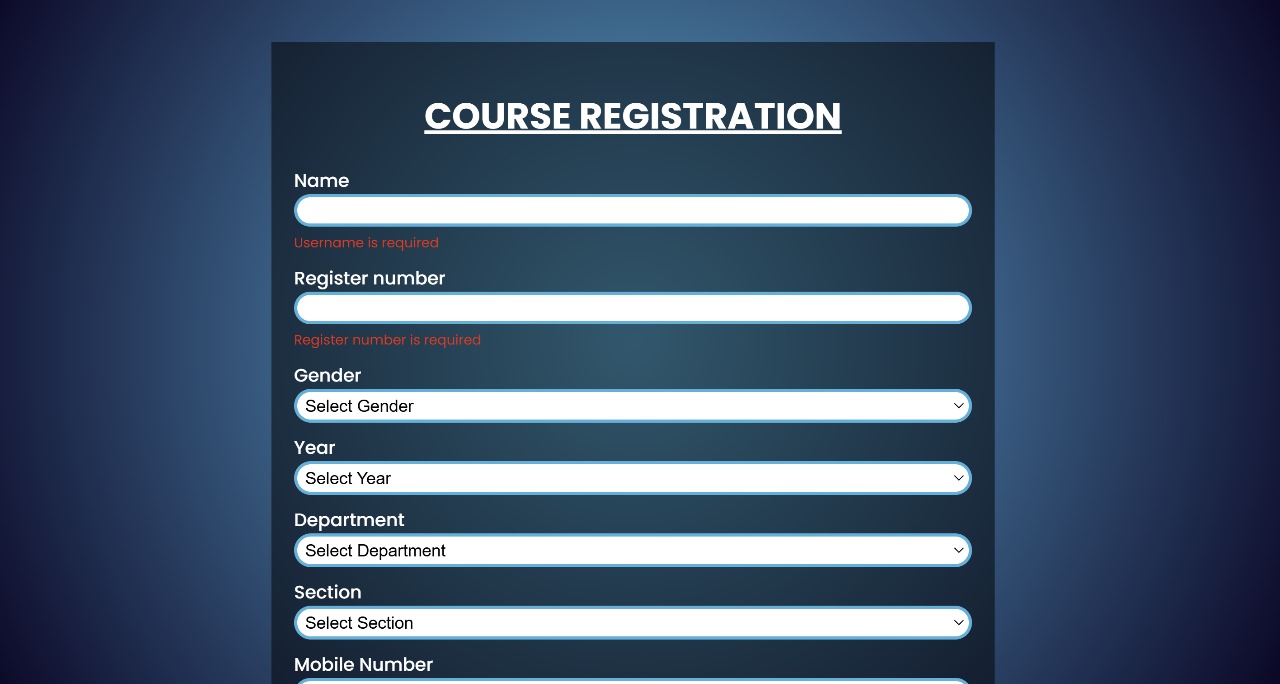 COURSE REGISTRATION
Name
Username is required
Register number
Register number is required
Gender
Select Gender
Year
Select Year
Department
Select Department
Section
Select Section
Mobile Number